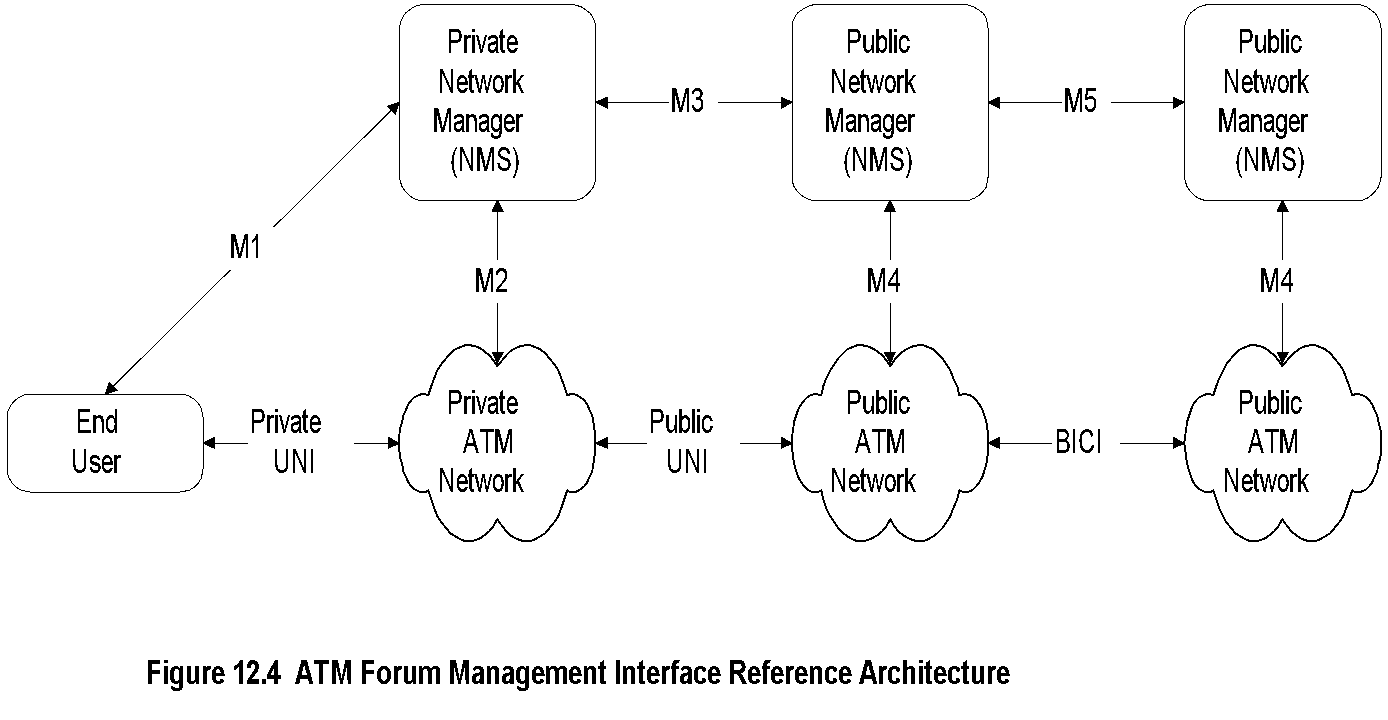 Private
Network
Manager
(NMS)
M3
Public
Network
Manager
(NMS)
M5
Public
Network
Manager
(NMS)
M1
M2
M4
M4
End
User
Private
UNI
Private
ATM
Network
Public
UNI
Public
ATM
Network
BICI
Public
ATM
Network
Figure 12.4 ATM Forum Management Interface Reference Architecture